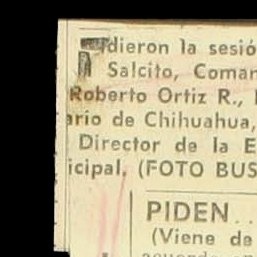 dieron la sesió
Salcito, Coman
Roberto Ortiz R.,
ario de Chihuahua,
Director de la E
icipal. (FOTO BUS
PIDEN...
(Viene de